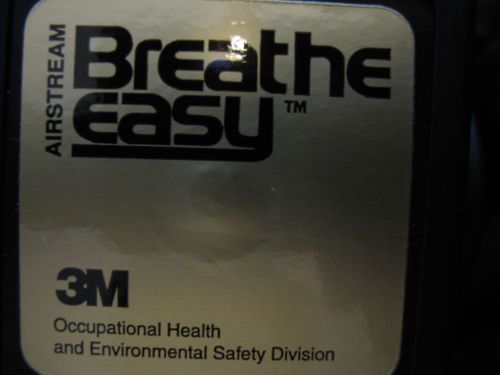 AIRSTREAM
Breathe
easy™
3M
Occupational Health
and Environmental Safety Division